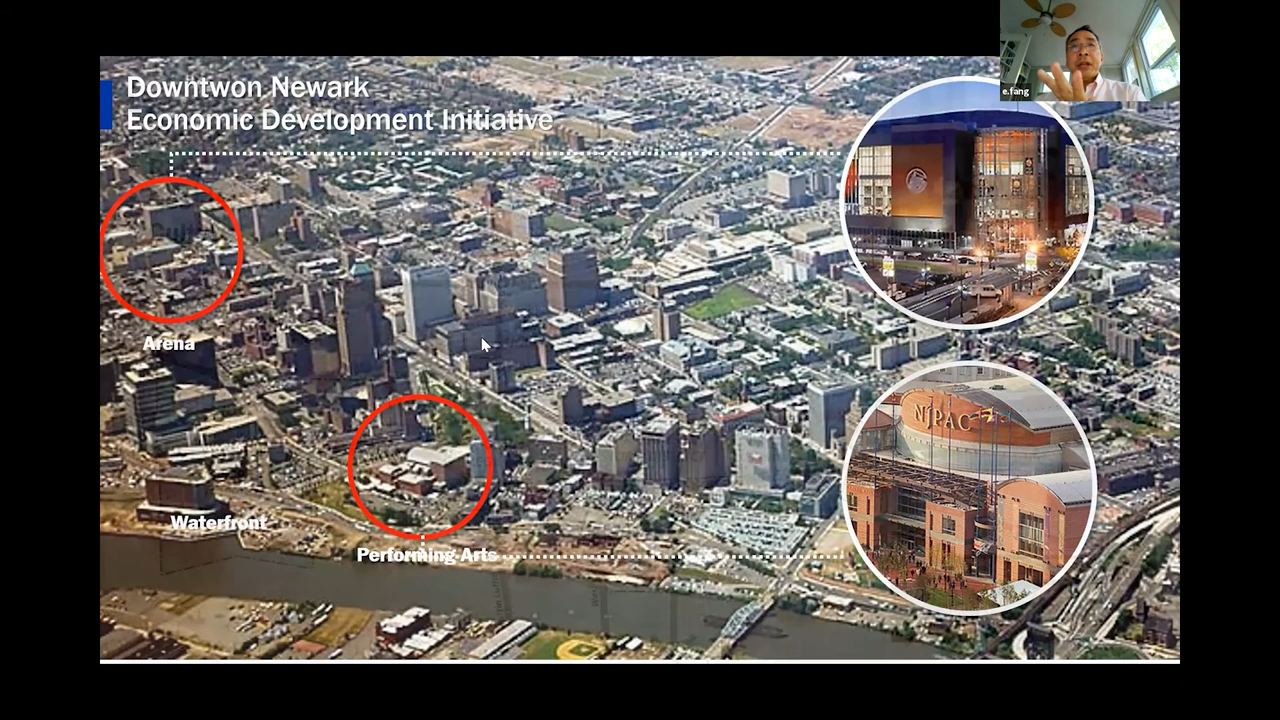 Downtwon Newark
Economic Development Initiative
e.fang
Arena
NJPAC
Waterfront
Performing Arts